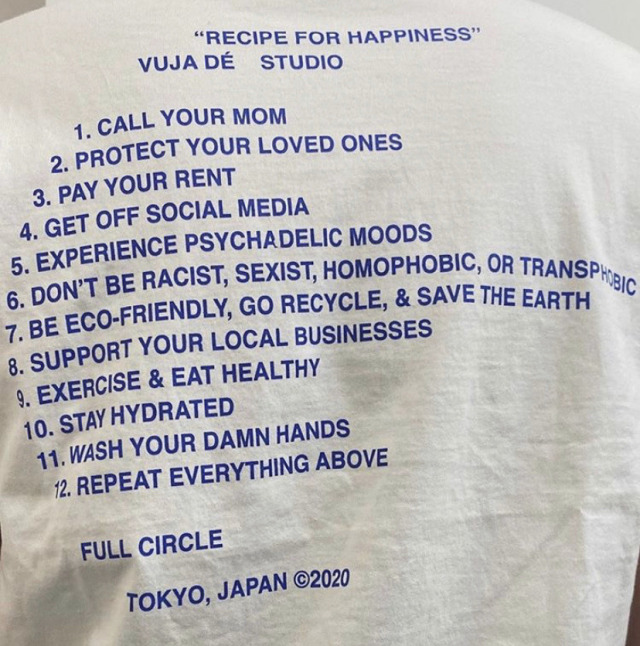 "RECIPE FOR HAPPINESS"
VUJA DÉ STUDIO
1. CALL YOUR MOM
2. PROTECT YOUR LOVED ONES
3. PAY YOUR RENT
4. GET OFF SOCIAL MEDIA
5. EXPERIENCE PSYCHADELIC MOODS
6. DON'T BE RACIST, SEXIST, HOMOPHOBIC, OR TRANSPHOBIC
7. BE ECO-FRIENDLY, GO RECYCLE, & SAVE THE EARTH
8. SUPPORT YOUR LOCAL BUSINESSES
9. EXERCISE & EAT HEALTHY
10. STAY HYDRATED
11. WASH YOUR DAMN HANDS
12. REPEAT EVERYTHING ABOVE
FULL CIRCLE
TOKYO, JAPAN ©2020